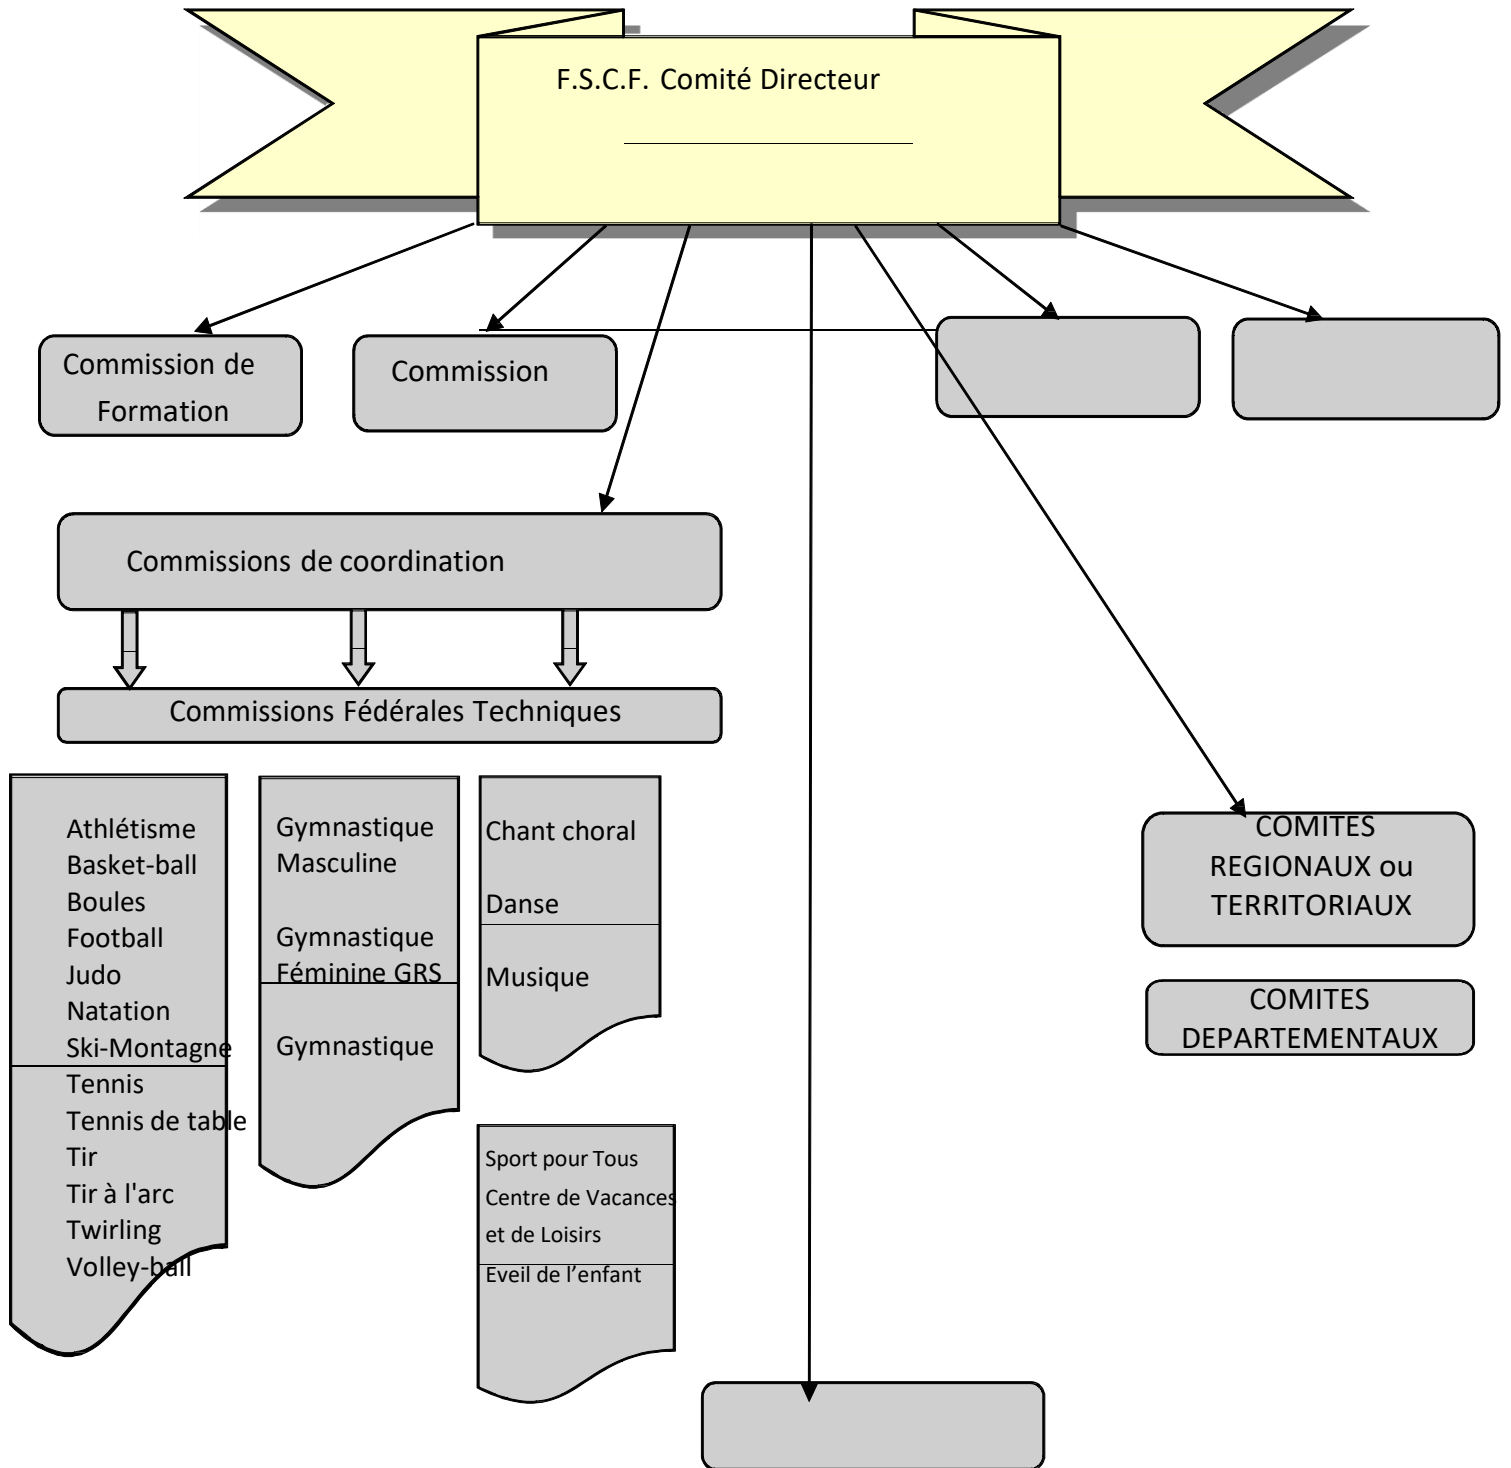 F.S.C.F. Comité Directeur
Commission de
Formation
Commission
Commissions de coordination
Commissions Fédérales Techniques
Athlétisme
Basket-ball
Boules
Football
Judo
Natation
Ski-Montagne
Tennis
Tennis de table
Tir
Tir à l'arc
Twirling
Volley-ball
Gymnastique
Masculine
Gymnastique
Féminine GRS
Gymnastique
Chant choral
Danse
Musique
Sport pour Tous
Centre de Vacances
et de Loisirs
Eveil de l’enfant
COMITES
REGIONAUX ou
TERRITORIAUX
COMITES
DEPARTEMENTAUX